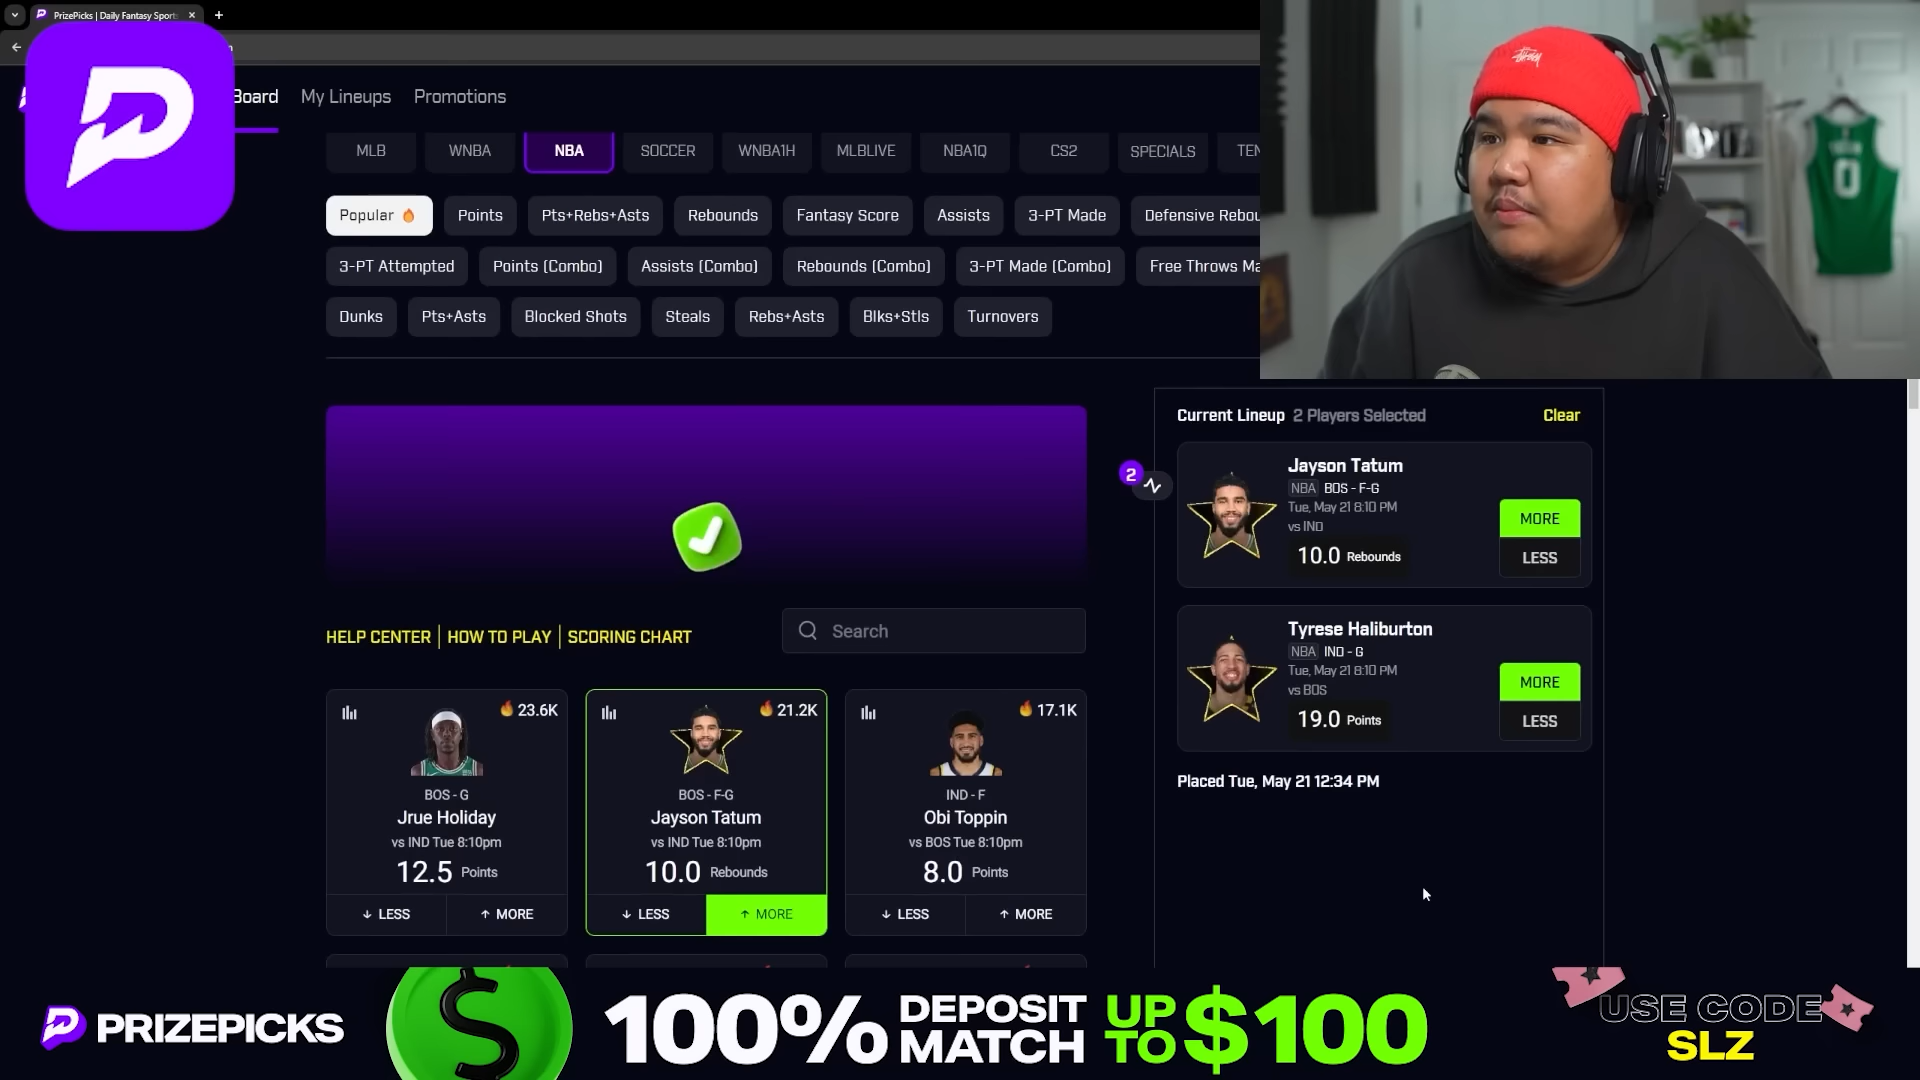 PrizePicks | Daily Fantasy Sport
Board
My Lineups
Promotions
MLB
WNBA
NBA
SOCCER
WNBA1H
MLBLIVE
NBA1Q
CS2
SPECIALS
TEN
Popular
Points
Pts+Rebs+Asts
Rebounds
Fantasy Score
Assists
3-PT Made
Defensive Rebou
3-PT Attempted
Points (Combo)
Assists (Combo)
Rebounds (Combo)
3-PT Made (Combo)
Free Throws Ma
Dunks
Pts+Asts
Blocked Shots
Steals
Rebs+Asts
Blks+Stls
Turnovers
HELP CENTER
HOW TO PLAY
SCORING CHART
Search
23.6K
BOS - G
Jrue Holiday
vs IND Tue 8:10pm
12.5 Points
LESS
MORE
21.2K
BOS - F-G
Jayson Tatum
vs IND Tue 8:10pm
10.0 Rebounds
LESS
MORE
17.1K
IND - F
Obi Toppin
vs BOS Tue 8:10pm
8.0 Points
LESS
MORE
Current Lineup 2 Players Selected
Clear
2
Jayson Tatum
NBA BOS - F-G
Tue, May 21 8:10 PM
vs IND
10.0 Rebounds
MORE
LESS
Tyrese Haliburton
NBA IND - G
Tue, May 21 8:10 PM
vs BOS
19.0 Points
MORE
LESS
Placed Tue, May 21 12:34 PM
stüssy
0
PRIZEPICKS
100% DEPOSIT MATCH UP TO $100
USE CODE
SLZ